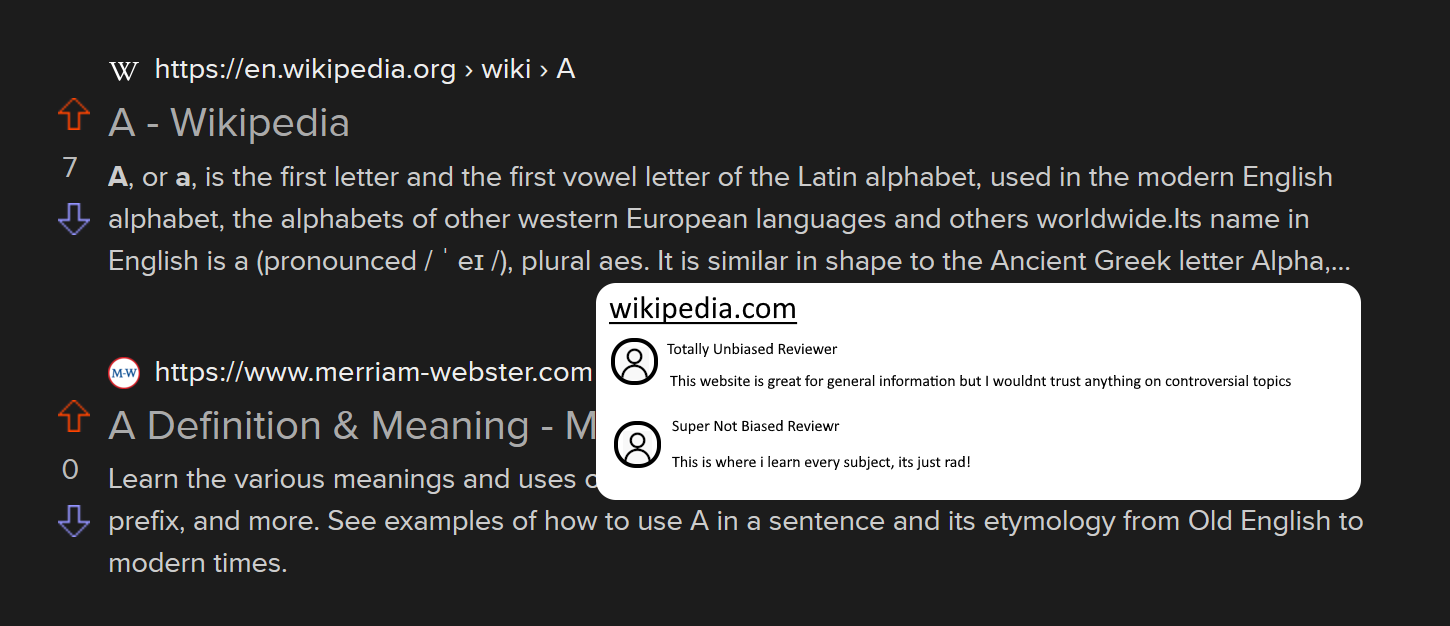 W https://en.wikipedia.org › wiki › A
A - Wikipedia
7
A, or a, is the first letter and the first vowel letter of the Latin alphabet, used in the modern English
alphabet, the alphabets of other western European languages and others worldwide.Its name in
English is a (pronounced / ˈ eɪ /), plural aes. It is similar in shape to the Ancient Greek letter Alpha,...
wikipedia.com
Totally Unbiased Reviewer
This website is great for general information but I wouldnt trust anything on controversial topics
Super Not Biased Reviewr
This is where i learn every subject, its just rad!
M-W https://www.merriam-webster.com
A Definition & Meaning - M
0
Learn the various meanings and uses
prefix, and more. See examples of how to use A in a sentence and its etymology from Old English to
modern times.